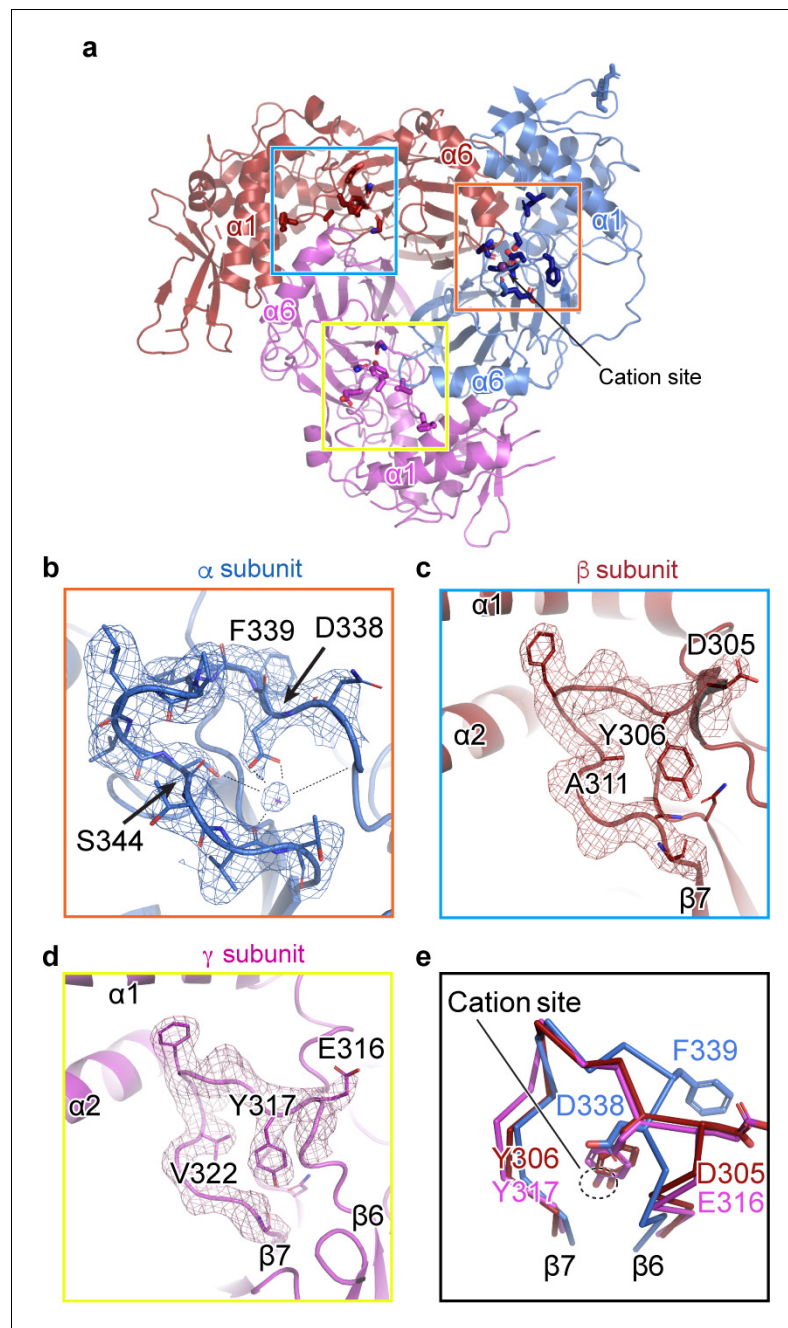 a
α6
α1
α1
α6
α6
Cation site
α1
b
α subunit
F339
D338
S344
c
β subunit
α1
D305
α2
Y306
A311
β7
d
γ subunit
α1
E316
α2
Y317
V322
β6
β7
e
Cation site
F339
D338
Y306
D305
Y317
E316
β7
β6